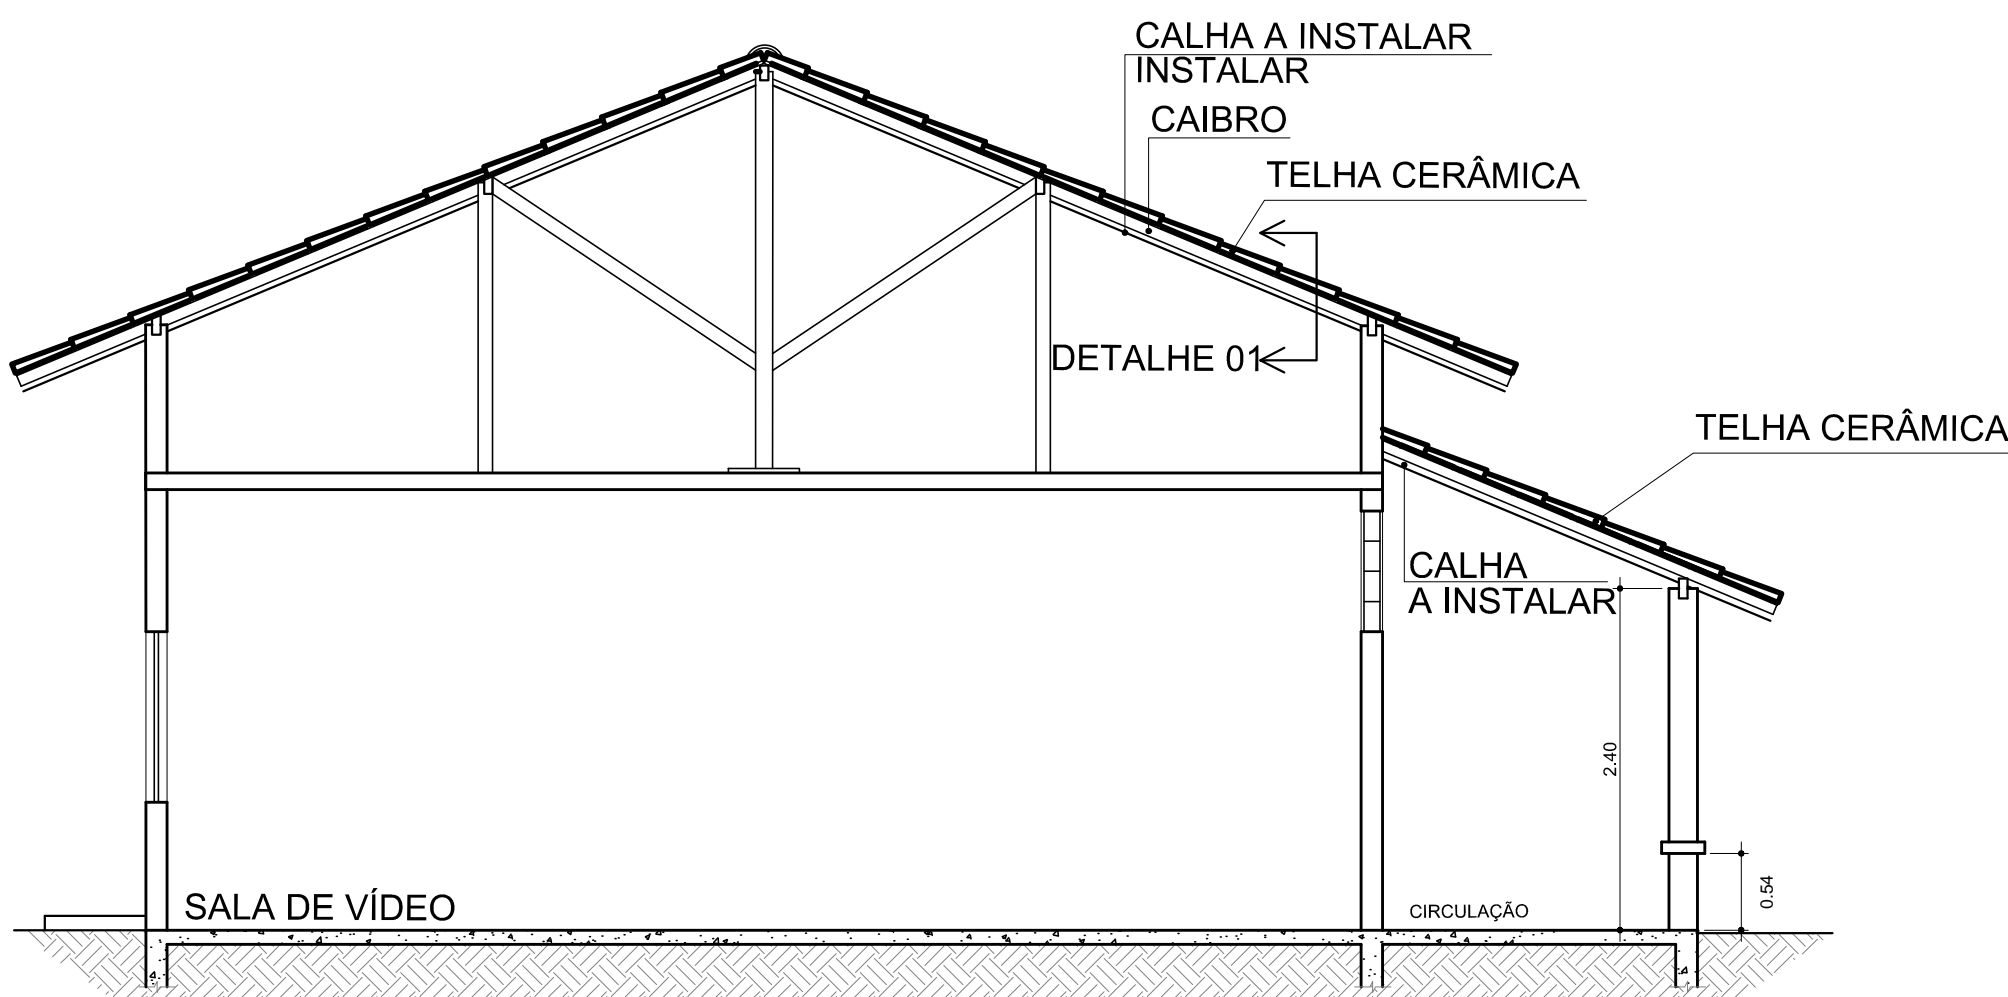 CALHA A INSTALAR
INSTALAR
CAIBRO
TELHA CERÂMICA
DETALHE 01
TELHA CERÂMICA
CALHA
A INSTALAR
2.40
0.54
SALA DE VÍDEO
CIRCULAÇÃO